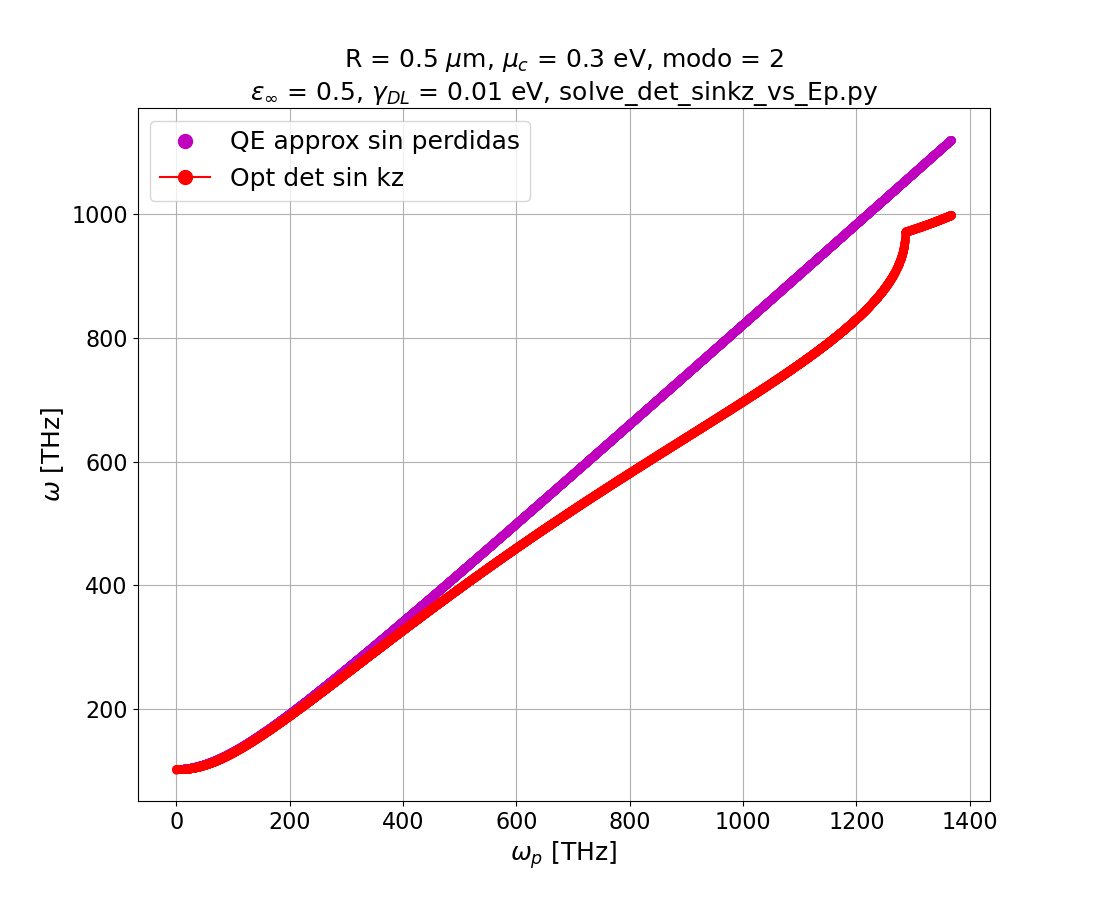 R = 0.5 μm, μ_c = 0.3 eV, modo = 2
ε_∞ = 0.5, γ_DL = 0.01 eV, solve_det_sinkz_vs_Ep.py
QE approx sin perdidas
Opt det sin kz
1000
800
600
400
200
ω [THz]
0 200 400 600 800 1000 1200 1400
ω_p [THz]